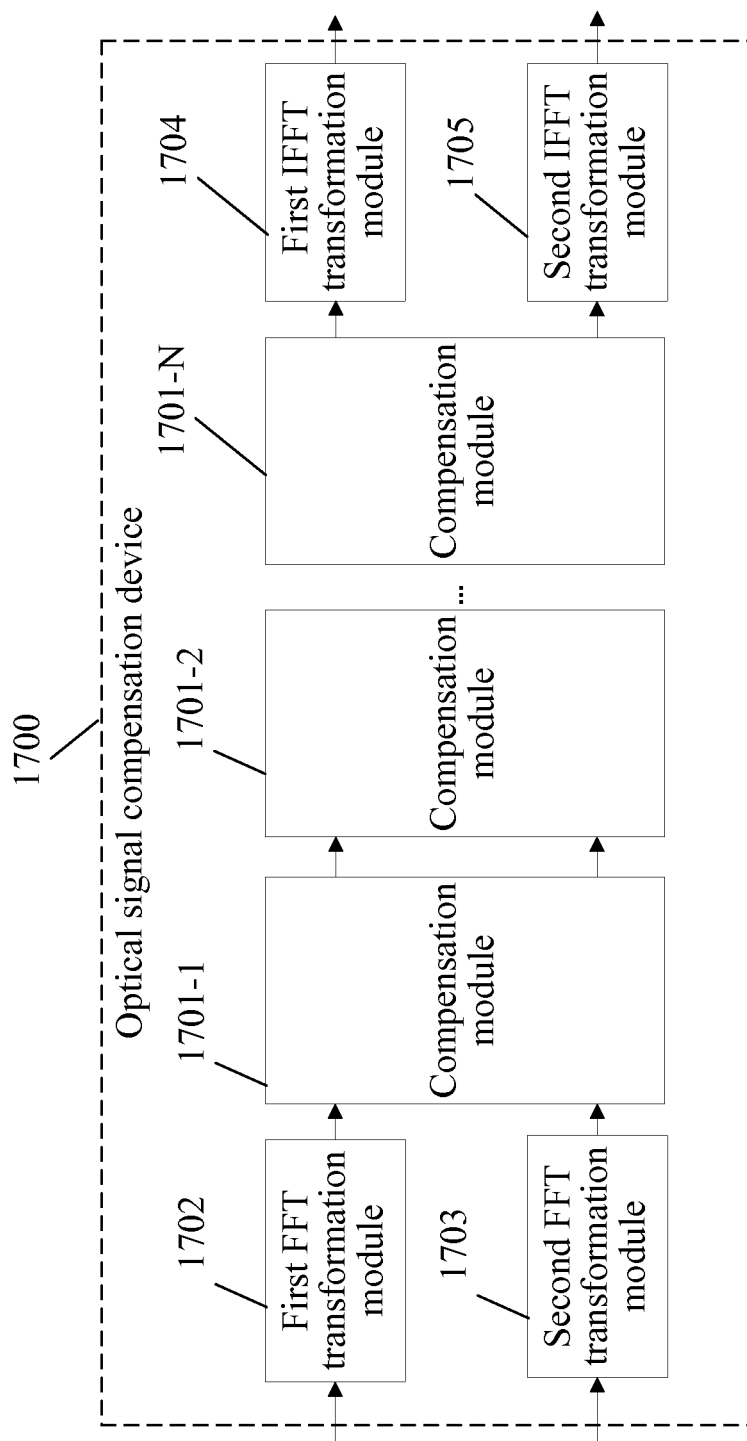 1700
Optical signal compensation device
1702
First FFT
transformation
module
1703
Second FFT
transformation
module
1701-1
Compensation
module
1701-2
Compensation
module
...
1701-N
Compensation
module
1704
First IFFT
transformation
module
1705
Second IFFT
transformation
module